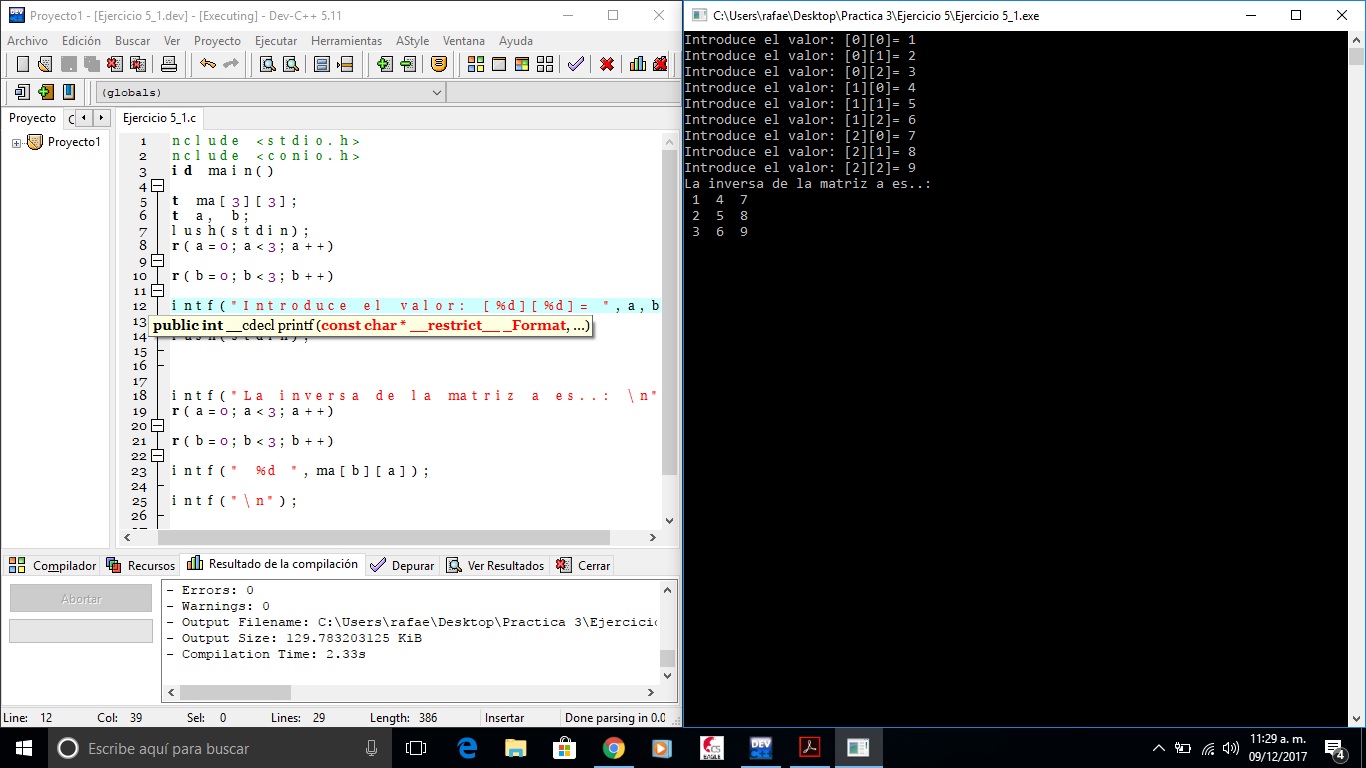 Proyecto1 - [Ejercicio 5_1.dev] - [Executing] - Dev-C++ 5.11
Archivo Edición Buscar Ver Proyecto Ejecutar Herramientas AStyle Ventana Ayuda
(globals)
Proyecto C
Proyecto1
Ejercicio 5_1.c
1 nclude <stdio.h>
2 nclude <conio.h>
3 id main()
4
5 t ma[3][3];
6 t a, b;
7 lush(stdin);
8 r(a=0;a<3;a++)
9
10 r(b=0;b<3;b++)
11
12 intf("Introduce el valor: [%d][%d]= ",a,b
13 public int __cdecl printf (const char * __restrict__ _Format, ...)
14 lush(stdin);
15
16
17
18 intf("La inversa de la matriz a es..: \n"
19 r(a=0;a<3;a++)
20
21 r(b=0;b<3;b++)
22
23 intf(" %d ",ma[b][a]);
24
25 intf("\n");
26
Compilador Recursos Resultado de la compilación Depurar Ver Resultados Cerrar
Abortar
- Errors: 0
- Warnings: 0
- Output Filename: C:\Users\rafae\Desktop\Practica 3\Ejercicio
- Output Size: 129.783203125 KiB
- Compilation Time: 2.33s
Line: 12 Col: 39 Sel: 0 Lines: 29 Length: 386 Insertar Done parsing in 0.0
C:\Users\rafae\Desktop\Practica 3\Ejercicio 5\Ejercicio 5_1.exe
Introduce el valor: [0][0]= 1
Introduce el valor: [0][1]= 2
Introduce el valor: [0][2]= 3
Introduce el valor: [1][0]= 4
Introduce el valor: [1][1]= 5
Introduce el valor: [1][2]= 6
Introduce el valor: [2][0]= 7
Introduce el valor: [2][1]= 8
Introduce el valor: [2][2]= 9
La inversa de la matriz a es..:
1 4 7
2 5 8
3 6 9
Escribe aquí para buscar
CS
EAGLE
DEV
11:29 a. m.
09/12/2017
4